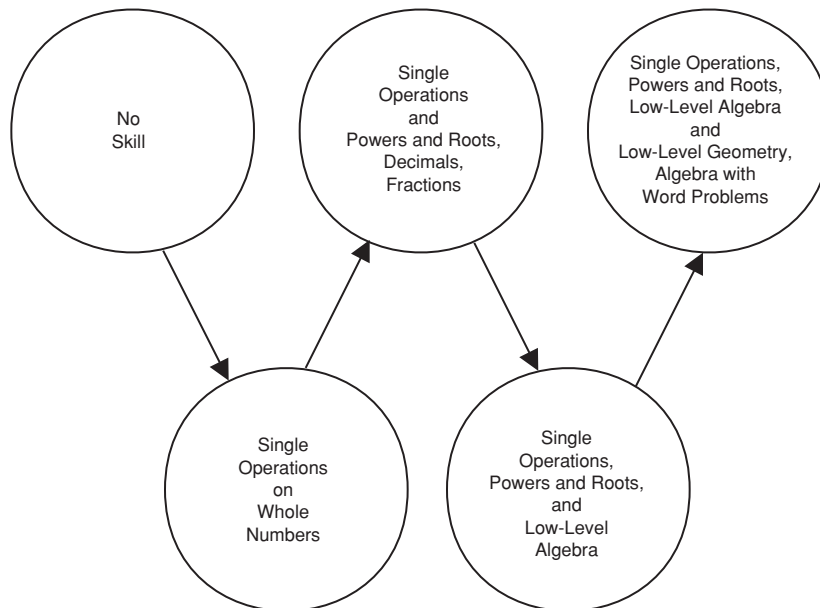 No
Skill
Single
Operations
on
Whole
Numbers
Single
Operations
and
Powers and Roots,
Decimals,
Fractions
Single
Operations,
Powers and Roots,
and
Low-Level
Algebra
Single Operations,
Powers and Roots,
Low-Level Algebra
and
Low-Level Geometry,
Algebra with
Word Problems